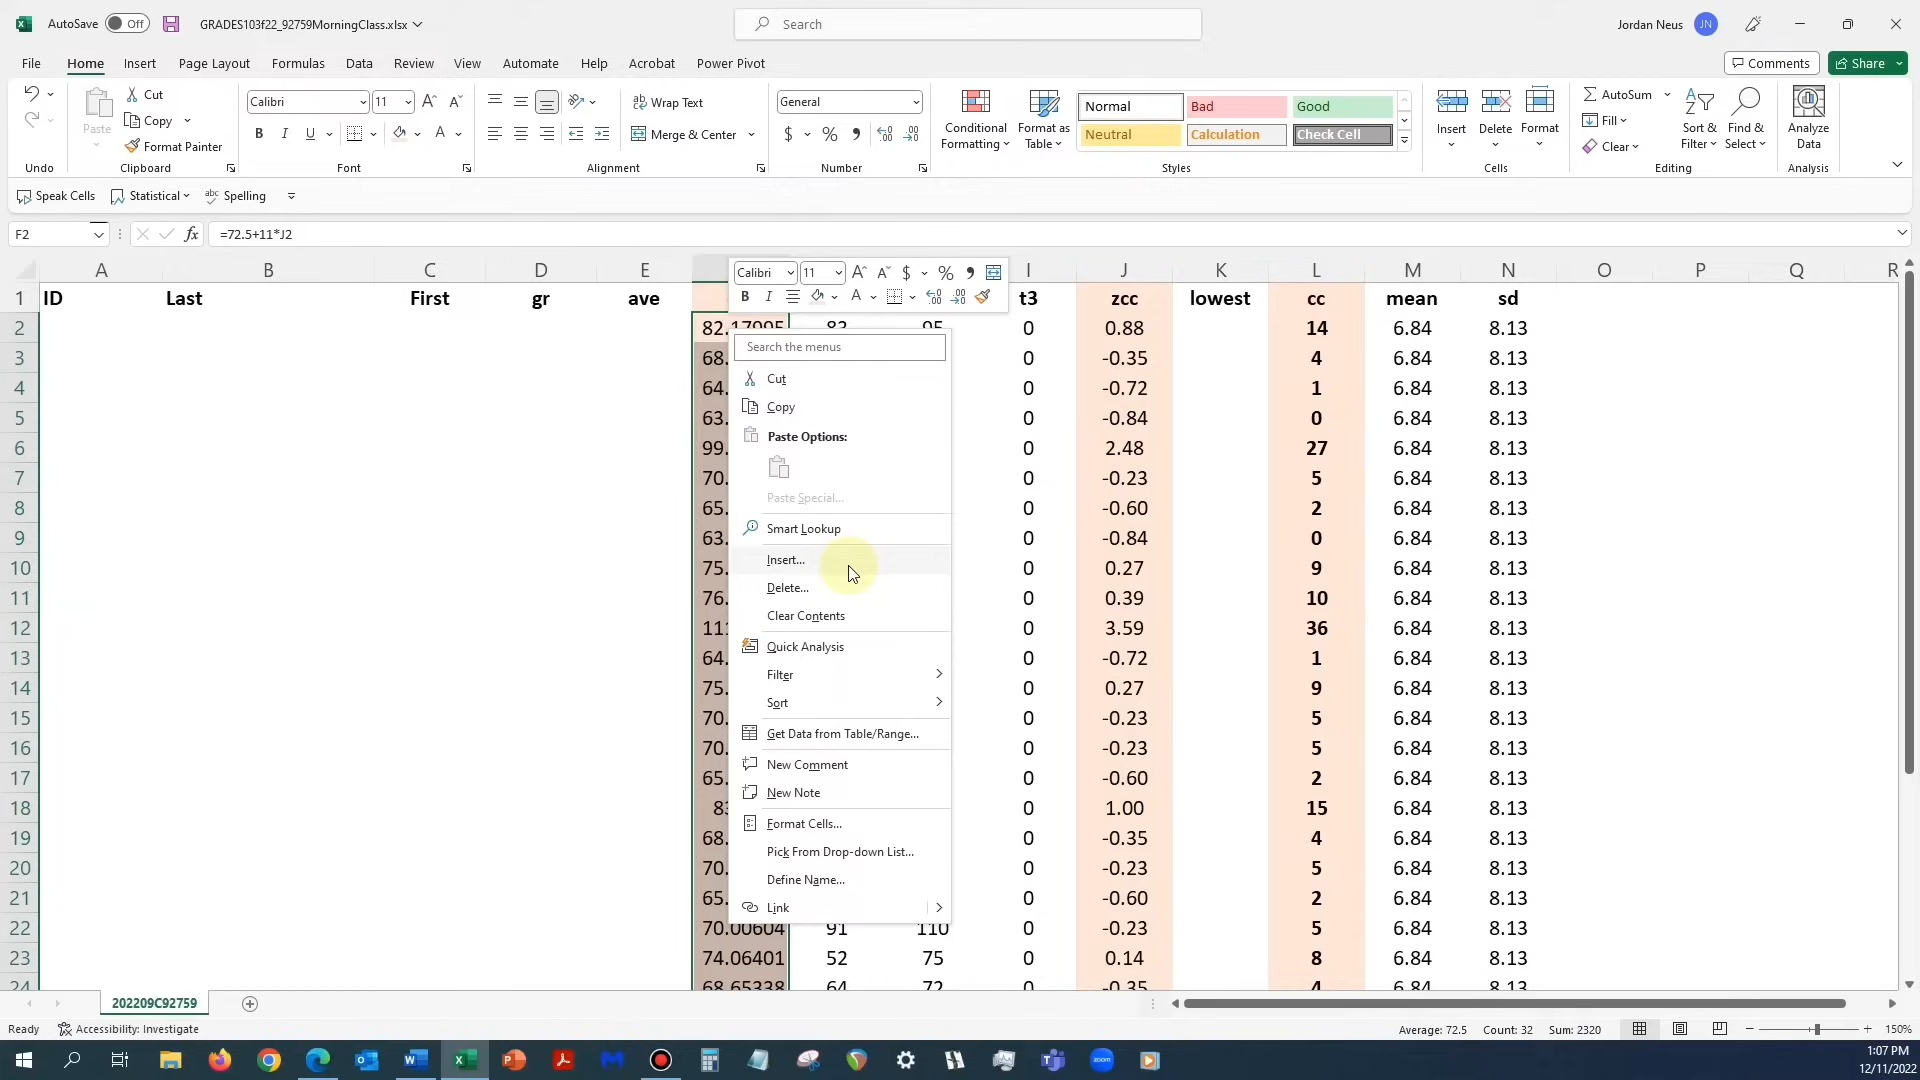 AutoSave Off GRADES103f22_92759MorningClass.xlsx Search Jordan Neus JN
File Home Insert Page Layout Formulas Data Review View Automate Help Acrobat Power Pivot Comments Share
Cut Calibri 11 Wrap Text General Normal Bad Good AutoSum
Paste Copy Conditional Formatting Format as Table Insert Delete Format Fill Sort & Filter Find & Select Analyze Data
Format Painter B I U A Merge & Center $ % Neutral Calculation Check Cell Clear
Undo Clipboard Font Alignment Number Styles Cells Editing Analysis
Speak Cells Statistical abc Spelling
F2 fx =72.5+11*J2
A B C D E I J K L M N O P Q R
Calibri 11 A A $ % 9
B I A
1 ID Last First gr ave t3 zcc lowest cc mean sd
2 82.17995 83 95 0 0.88 14 6.84 8.13
3 68. 0 -0.35 4 6.84 8.13
4 64. 0 -0.72 1 6.84 8.13
5 63. 0 -0.84 0 6.84 8.13
6 99. 0 2.48 27 6.84 8.13
7 70. 0 -0.23 5 6.84 8.13
8 65. 0 -0.60 2 6.84 8.13
9 63. 0 -0.84 0 6.84 8.13
10 75. 0 0.27 9 6.84 8.13
11 76. 0 0.39 10 6.84 8.13
12 111 0 3.59 36 6.84 8.13
13 64. 0 -0.72 1 6.84 8.13
14 75. 0 0.27 9 6.84 8.13
15 70. 0 -0.23 5 6.84 8.13
16 70. 0 -0.23 5 6.84 8.13
17 65. 0 -0.60 2 6.84 8.13
18 83 0 1.00 15 6.84 8.13
19 68. 0 -0.35 4 6.84 8.13
20 70. 0 -0.23 5 6.84 8.13
21 65. 0 -0.60 2 6.84 8.13
22 70.00604 91 110 0 -0.23 5 6.84 8.13
23 74.06401 52 75 0 0.14 8 6.84 8.13
24 68.65338 64 72 0 -0.35 4 6.84 8.13
Search the menus
Cut
Copy
Paste Options:
Paste Special...
Smart Lookup
Insert...
Delete...
Clear Contents
Quick Analysis
Filter
Sort
Get Data from Table/Range...
New Comment
New Note
Format Cells...
Pick From Drop-down List...
Define Name...
Link
202209C92759
Ready Accessibility: Investigate Average: 72.5 Count: 32 Sum: 2320 150%
1:07 PM
12/11/2022